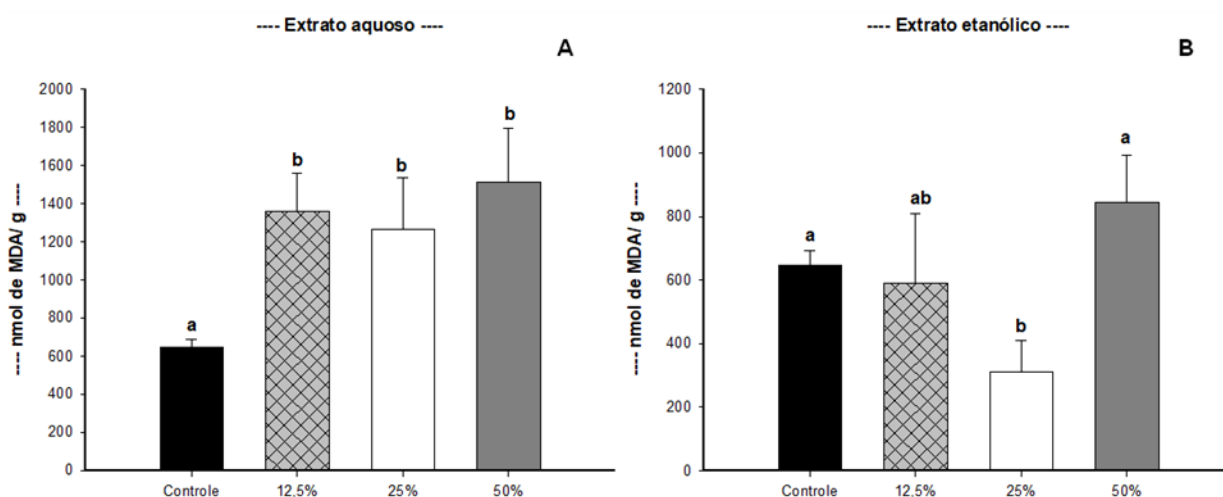 ---- Extrato aquoso ----
A
---- nmol de MDA/ g ----
2000
1800
1600
1400
1200
1000
800
600
400
200
0
a
b
b
b
Controle 12.5% 25% 50%
---- Extrato etanólico ----
B
---- nmol de MDA/ g ----
1200
1000
800
600
400
200
0
a
ab
b
a
Controle 12.5% 25% 50%